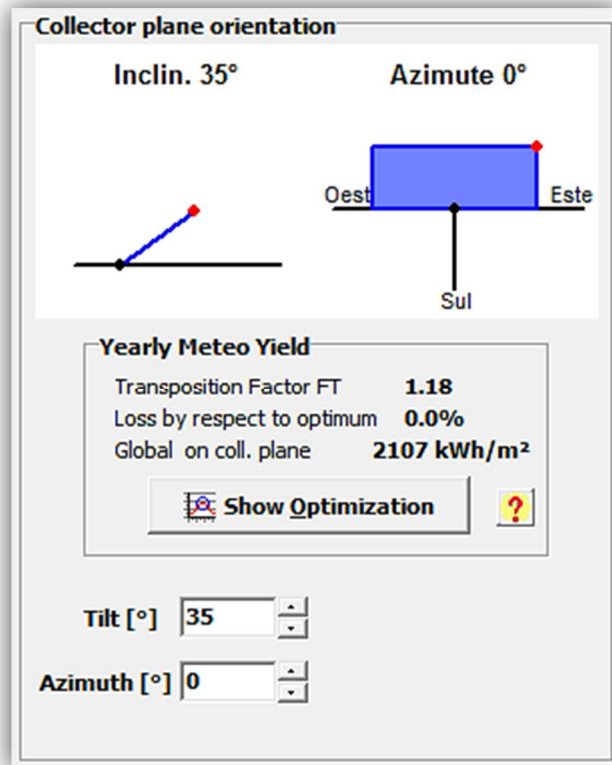 Collector plane orientation
Inclin. 35° Azimute 0°
Oest Este
Sul
Yearly Meteo Yield
Transposition Factor FT 1.18
Loss by respect to optimum 0.0%
Global on coll. plane 2107 kWh/m²
Show Optimization ?
Tilt [°] 35
Azimuth [°] 0